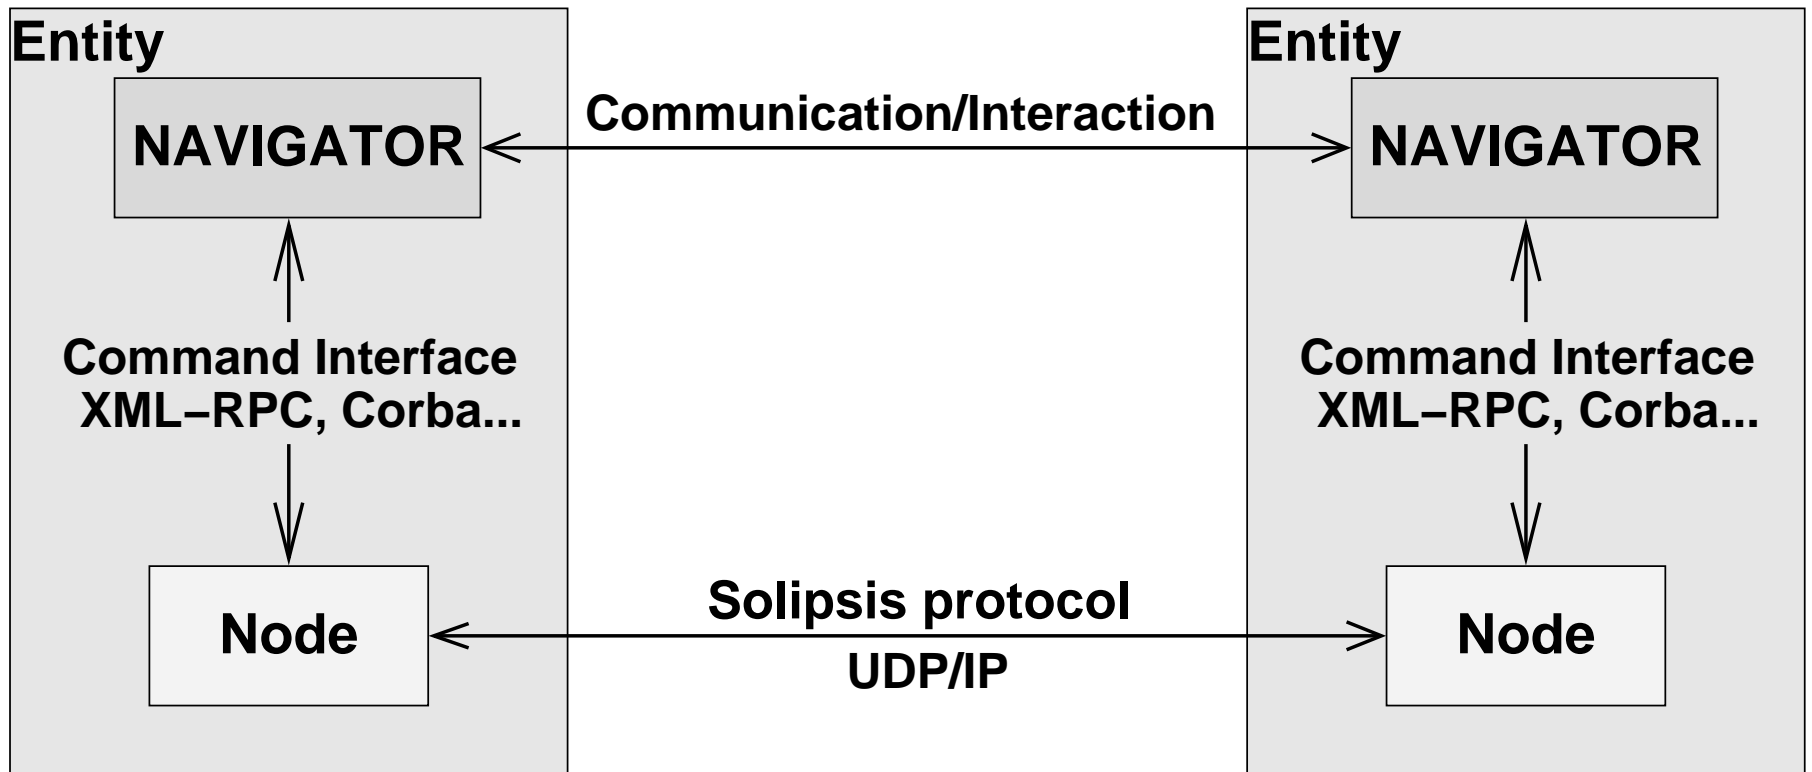 Entity
Entity
NAVIGATOR
Communication/Interaction
NAVIGATOR
Command Interface
XML–RPC, Corba...
Command Interface
XML–RPC, Corba...
Node
Solipsis protocol
UDP/IP
Node